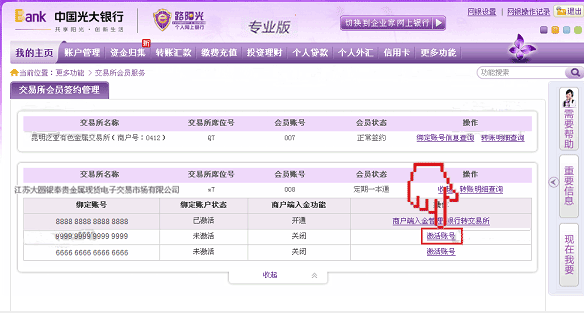 Bank 中国光大银行
共享阳光·创新生活
e路阳光
个人网上银行
专业版
切换到企业家网上银行
网银设置 | 网银操作记录 退出
我的主页 账户管理 资金归集 新 转账汇款 缴费充值 投资理财 个人贷款 个人外汇 信用卡 更多功能
当前位置：更多功能 > 交易所会员服务
功能搜索
交易所会员签约管理
交易所名称 交易所席位号 会员账号 会员状态 操作
昆明泛亚有色金属交易所(商户号：0412) QT 007 正常签约 绑定账号信息查询 转账明细查询
交易所名称 交易所席位号 会员账号 会员状态
江苏大圆银泰贵金属现货电子交易市场有限公司 sT 008 定期一本通 收起 转账明细查询
绑定账号 绑定账户状态 商户端入金功能
8888 8888 8888 8888 已激活 开通 商户端入金管理 银行转交易所
9999 9999 9999 9999 未激活 关闭 激活账号
6666 6666 6666 6666 未激活 关闭 激活账号
收起
需要帮助
重要信息
现在我要